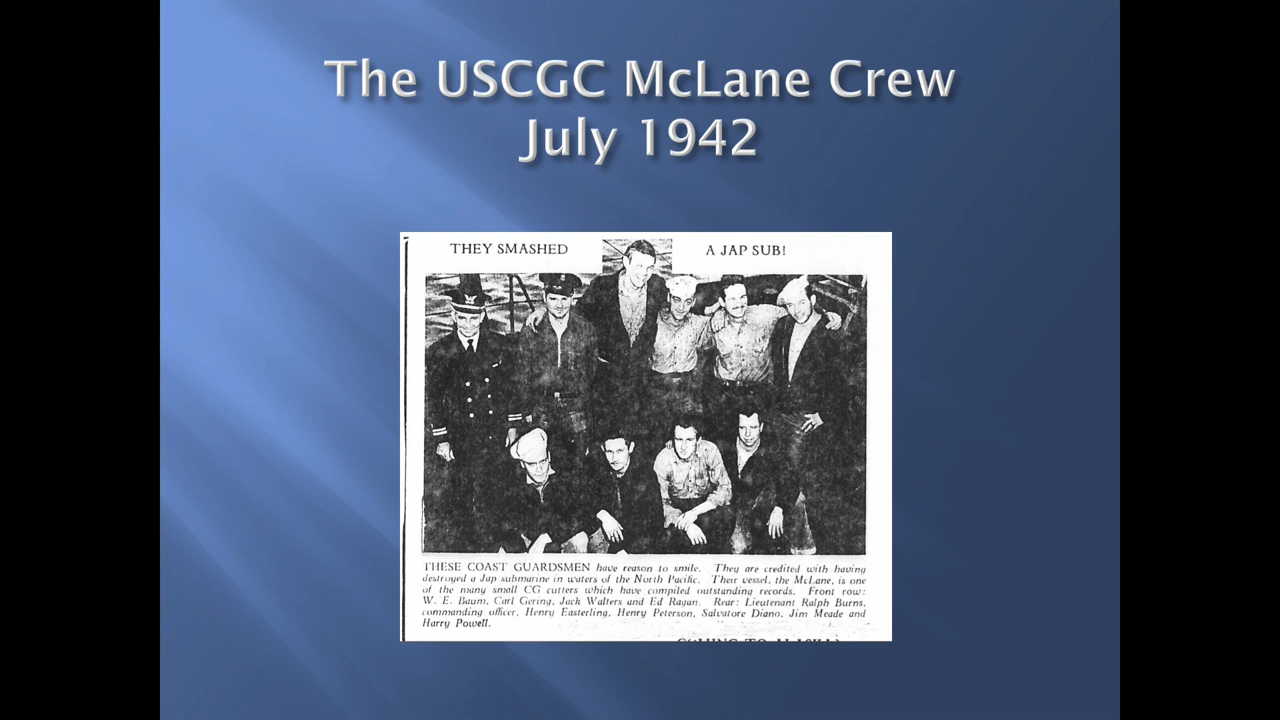 The USCGC McLane Crew
July 1942
THEY SMASHED A JAP SUB!
THESE COAST GUARDSMEN have reason to smile. They are credited with having
destroyed a Jap submarine in waters of the North Pacific. Their vessel, the McLane, is one
of the many small CG cutters which have compiled outstanding records. Front row:
W. E. Baum, Carl Gering, Jack Walters and Ed Ragan. Rear: Lieutenant Ralph Burns,
commanding officer, Henry Easterling, Henry Peterson, Salvatore Diano, Jim Meade and
Harry Powell.